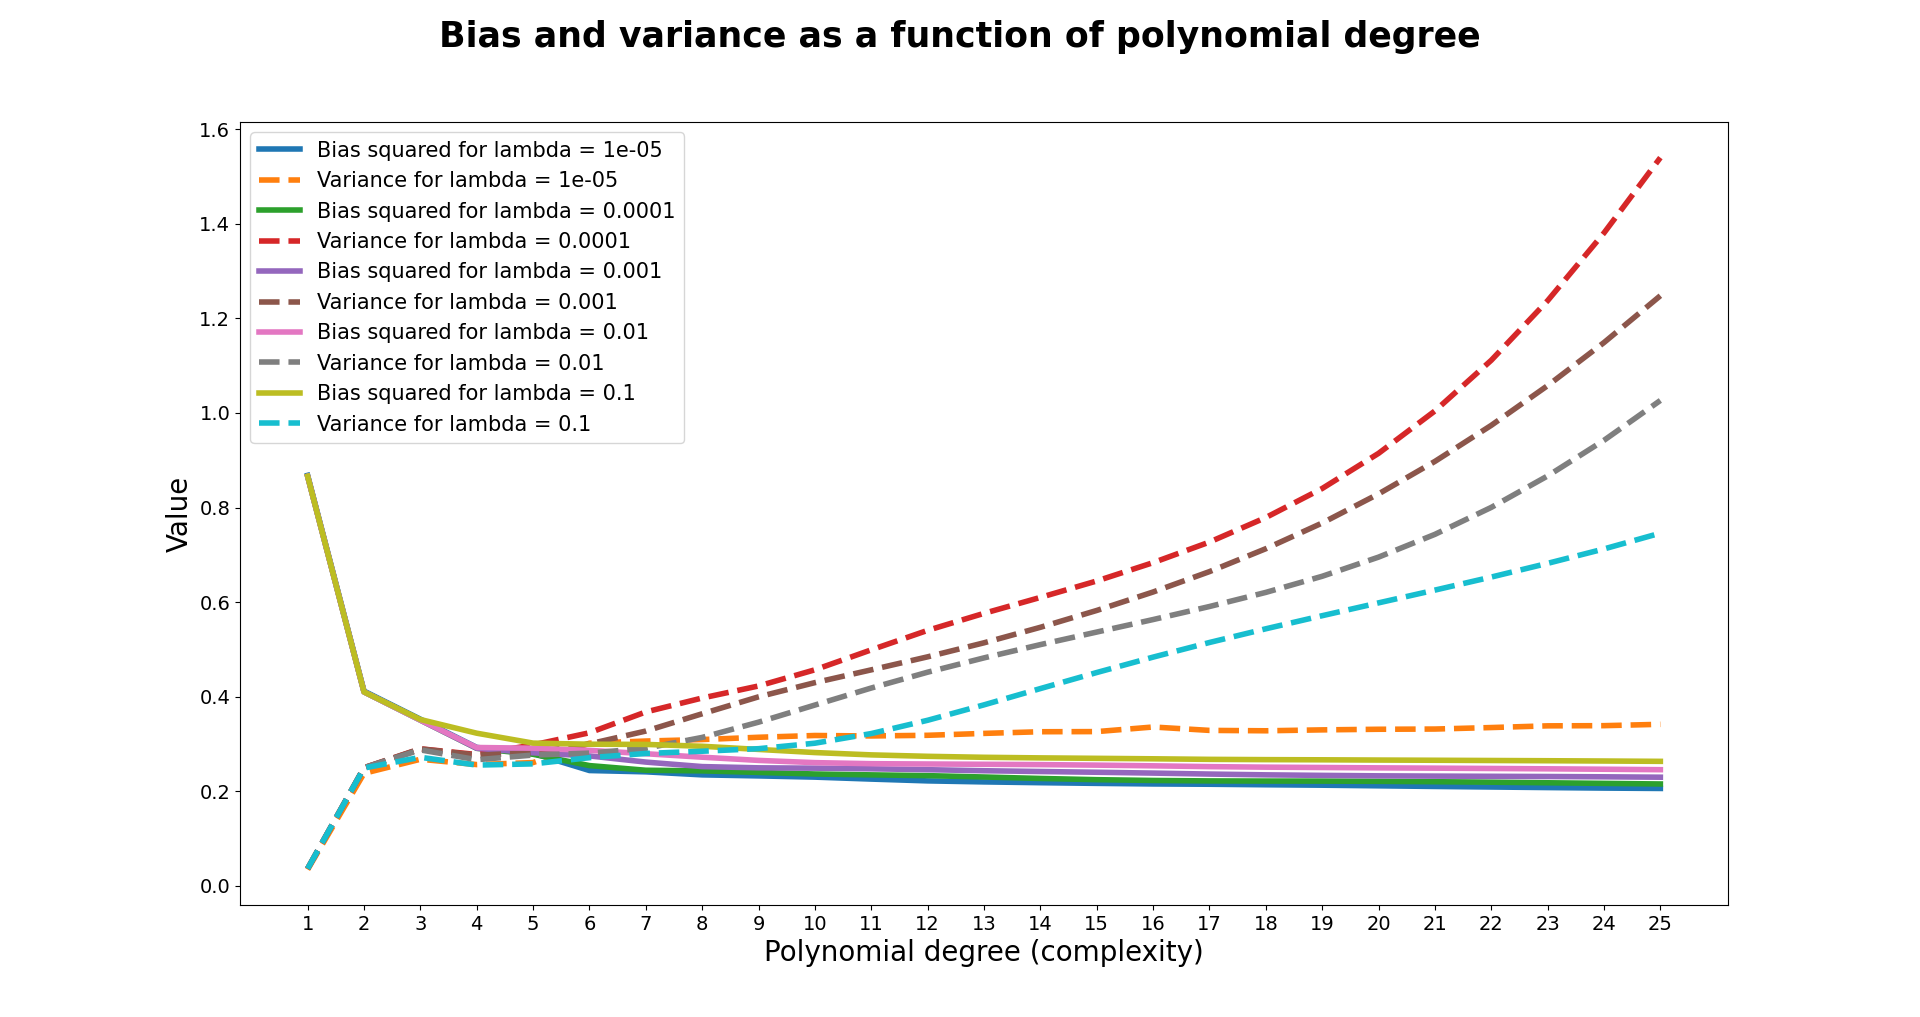 Bias and variance as a function of polynomial degree
Bias squared for lambda = 1e-05
Variance for lambda = 1e-05
Bias squared for lambda = 0.0001
Variance for lambda = 0.0001
Bias squared for lambda = 0.001
Variance for lambda = 0.001
Bias squared for lambda = 0.01
Variance for lambda = 0.01
Bias squared for lambda = 0.1
Variance for lambda = 0.1
Value
1.6
1.4
1.2
1.0
0.8
0.6
0.4
0.2
0.0
1 2 3 4 5 6 7 8 9 10 11 12 13 14 15 16 17 18 19 20 21 22 23 24 25
Polynomial degree (complexity)